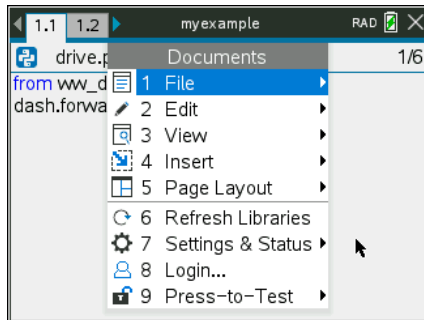 1.1 1.2 myexample RAD
drive.p Documents 1/6
from ww_d 1 File
dash.forwa 2 Edit
3 View
4 Insert
5 Page Layout
6 Refresh Libraries
7 Settings & Status
8 Login...
9 Press-to-Test